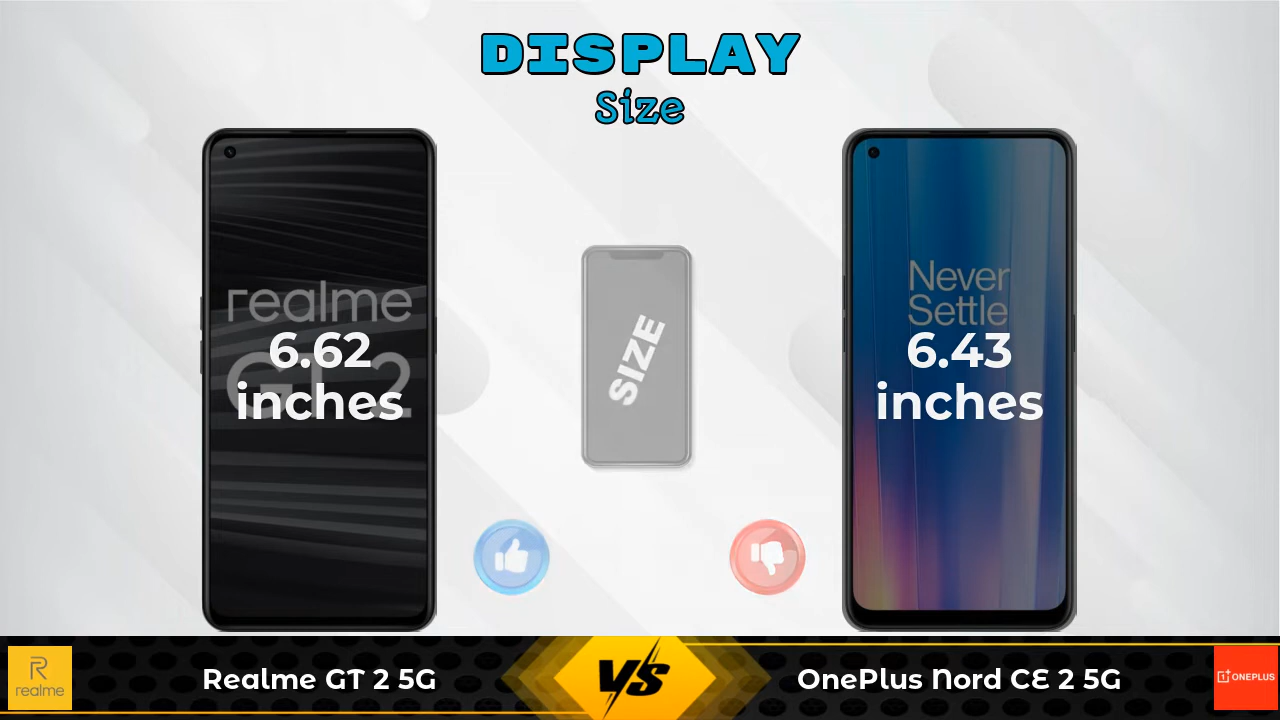 DISPLAY
Size
realme
GT 2
6.62
inches
SIZE
Never
Settle
6.43
inches
R
realme
Realme GT 2 5G
VS
OnePlus Nord CE 2 5G
1+ ONEPLUS